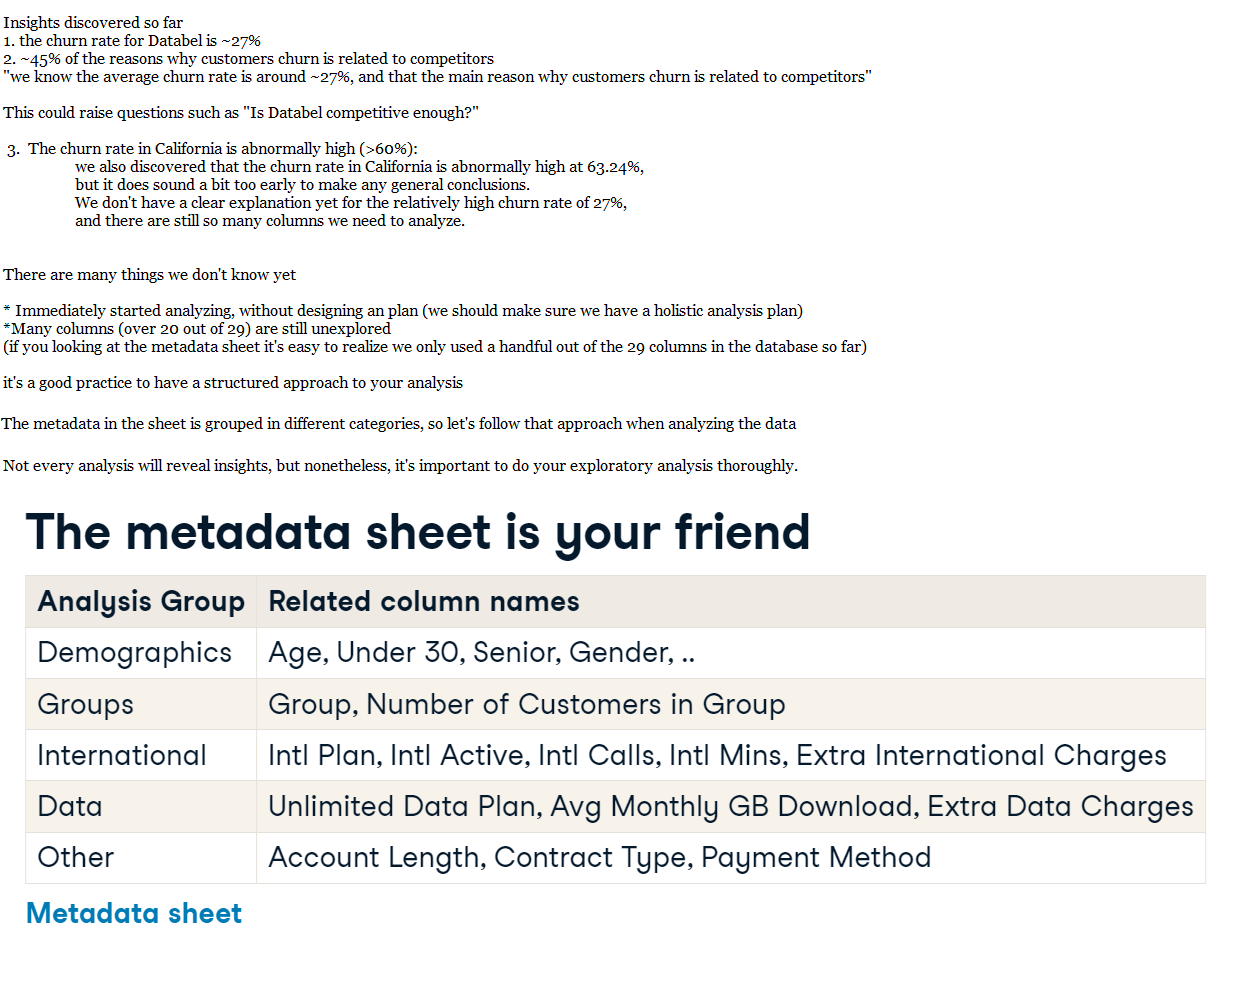 Insights discovered so far
1. the churn rate for Databel is ~27%
2. ~45% of the reasons why customers churn is related to competitors
"we know the average churn rate is around ~27%, and that the main reason why customers churn is related to competitors"
This could raise questions such as "Is Databel competitive enough?"
3. The churn rate in California is abnormally high (>60%):
we also discovered that the churn rate in California is abnormally high at 63.24%,
but it does sound a bit too early to make any general conclusions.
We don't have a clear explanation yet for the relatively high churn rate of 27%,
and there are still so many columns we need to analyze.
There are many things we don't know yet
* Immediately started analyzing, without designing an plan (we should make sure we have a holistic analysis plan)
*Many columns (over 20 out of 29) are still unexplored
(if you looking at the metadata sheet it's easy to realize we only used a handful out of the 29 columns in the database so far)
it's a good practice to have a structured approach to your analysis
The metadata in the sheet is grouped in different categories, so let's follow that approach when analyzing the data
Not every analysis will reveal insights, but nonetheless, it's important to do your exploratory analysis thoroughly.
The metadata sheet is your friend
Analysis Group Related column names
Demographics Age, Under 30, Senior, Gender, ..
Groups Group, Number of Customers in Group
International Intl Plan, Intl Active, Intl Calls, Intl Mins, Extra International Charges
Data Unlimited Data Plan, Avg Monthly GB Download, Extra Data Charges
Other Account Length, Contract Type, Payment Method
Metadata sheet